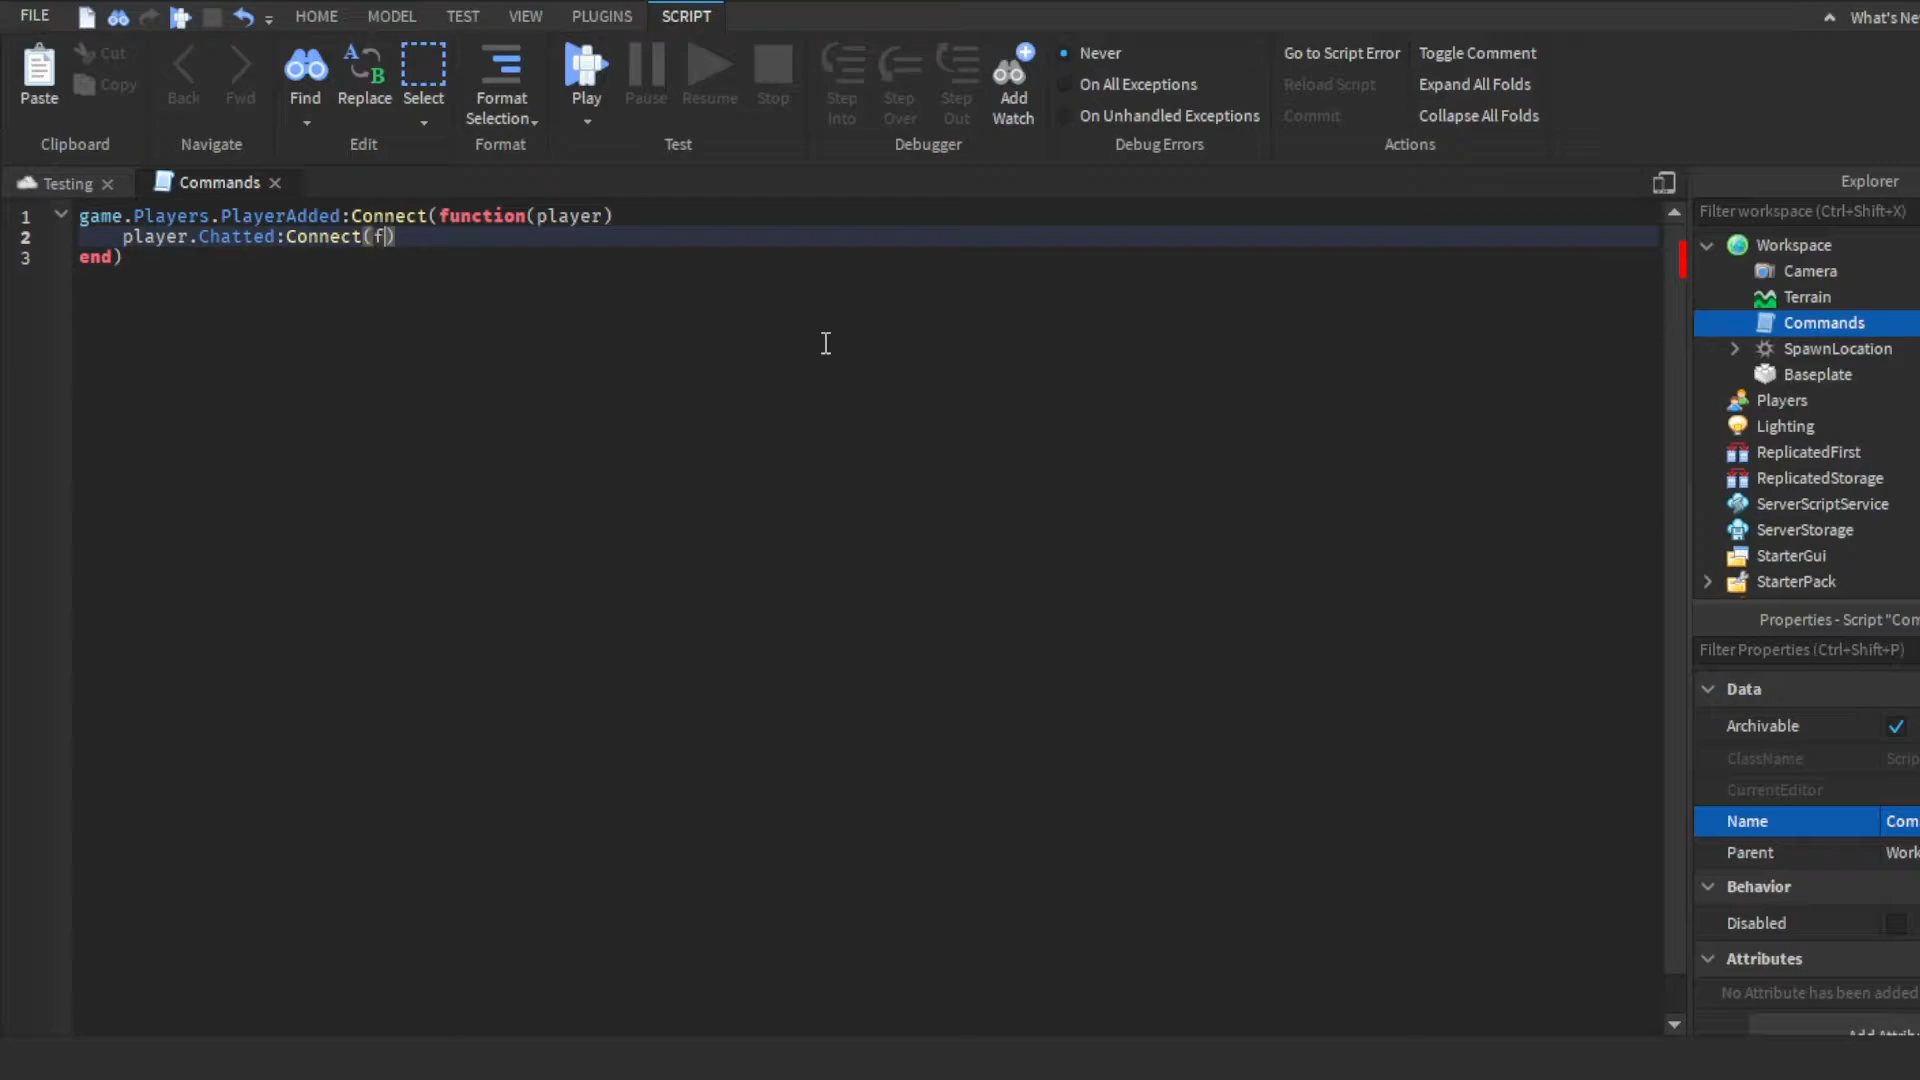 FILE HOME MODEL TEST VIEW PLUGINS SCRIPT What's Ne
Paste Cut Copy Back Fwd Find Replace Select Format Selection Play Pause Resume Stop Step Into Step Over Step Out Add Watch
Never Go to Script Error Toggle Comment
On All Exceptions Reload Script Expand All Folds
On Unhandled Exceptions Commit Collapse All Folds
Clipboard Navigate Edit Format Test Debugger Debug Errors Actions
Testing Commands
1 game.Players.PlayerAdded:Connect(function(player)
2 player.Chatted:Connect(f)
3 end)
Explorer
Filter workspace (Ctrl+Shift+X)
Workspace
Camera
Terrain
Commands
SpawnLocation
Baseplate
Players
Lighting
ReplicatedFirst
ReplicatedStorage
ServerScriptService
ServerStorage
StarterGui
StarterPack
Properties - Script "Com
Filter Properties (Ctrl+Shift+P)
Data
Archivable
ClassName Scrip
CurrentEditor
Name Com
Parent Work
Behavior
Disabled
Attributes
No Attribute has been added